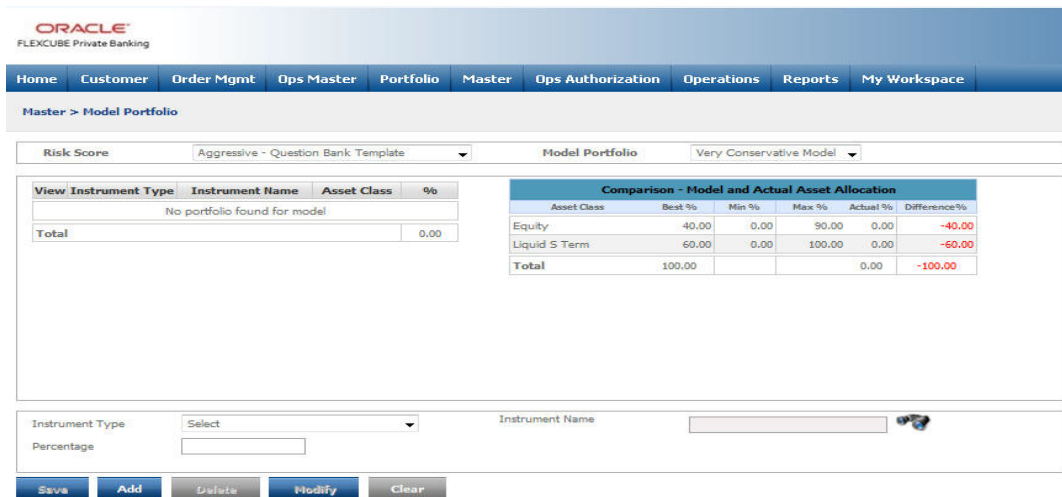 ORACLE
FLEXCUBE Private Banking
Home Customer Order Mgmt Ops Master Portfolio Master Ops Authorization Operations Reports My Workspace
Master > Model Portfolio
Risk Score Aggressive - Question Bank Template Model Portfolio Very Conservative Model
View Instrument Type Instrument Name Asset Class %
No portfolio found for model
Total 0.00
Comparison - Model and Actual Asset Allocation
Asset Class Best % Min % Max % Actual % Difference%
Equity 40.00 0.00 90.00 0.00 -40.00
Liquid S Term 60.00 0.00 100.00 0.00 -60.00
Total 100.00 0.00 -100.00
Instrument Type Select Instrument Name
Percentage
Save Add Delete Modify Clear